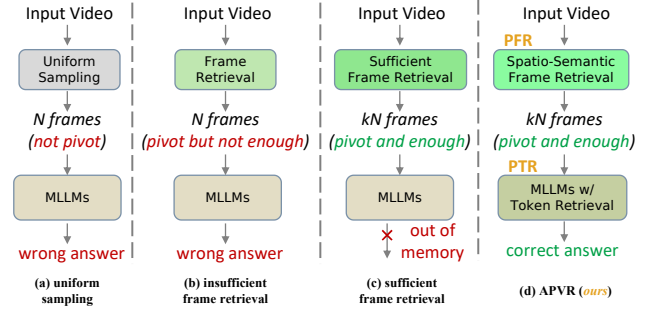 Input Video
Uniform
Sampling
N frames
(not pivot)
MLLMs
wrong answer
(a) uniform
sampling
Input Video
Frame
Retrieval
N frames
(pivot but not enough)
MLLMs
wrong answer
(b) insufficient
frame retrieval
Input Video
Sufficient
Frame Retrieval
kN frames
(pivot and enough)
MLLMs
out of
memory
(c) sufficient
frame retrieval
Input Video
PFR
Spatio-Semantic
Frame Retrieval
kN frames
(pivot and enough)
PTR
MLLMs w/
Token Retrieval
correct answer
(d) APVR (ours)